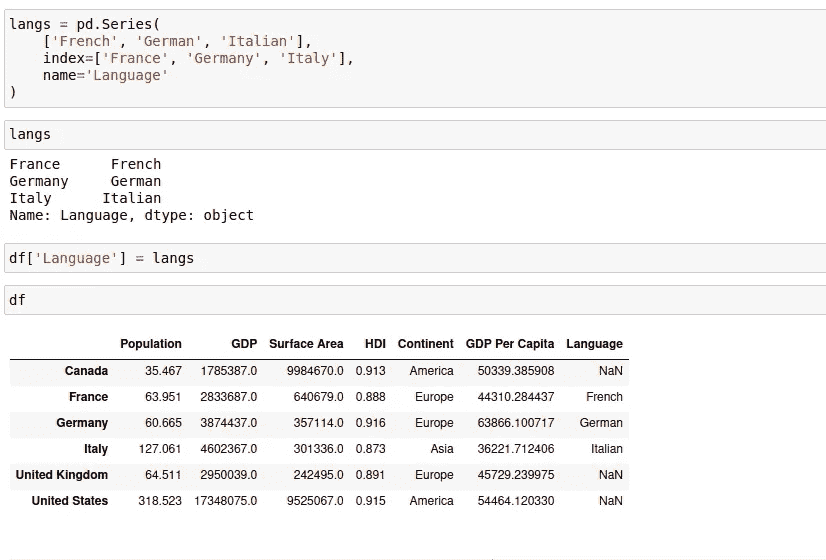 langs = pd.Series(
    ['French', 'German', 'Italian'],
    index=['France', 'Germany', 'Italy'],
    name='Language'
)
langs
France      French
Germany     German
Italy      Italian
Name: Language, dtype: object
df['Language'] = langs
df
Population GDP Surface Area HDI Continent GDP Per Capita Language
Canada 35.467 1785387.0 9984670.0 0.913 America 50339.385908 NaN
France 63.951 2833687.0 640679.0 0.888 Europe 44310.284437 French
Germany 60.665 3874437.0 357114.0 0.916 Europe 63866.100717 German
Italy 127.061 4602367.0 301336.0 0.873 Asia 36221.712406 Italian
United Kingdom 64.511 2950039.0 242495.0 0.891 Europe 45729.239975 NaN
United States 318.523 17348075.0 9525067.0 0.915 America 54464.120330 NaN